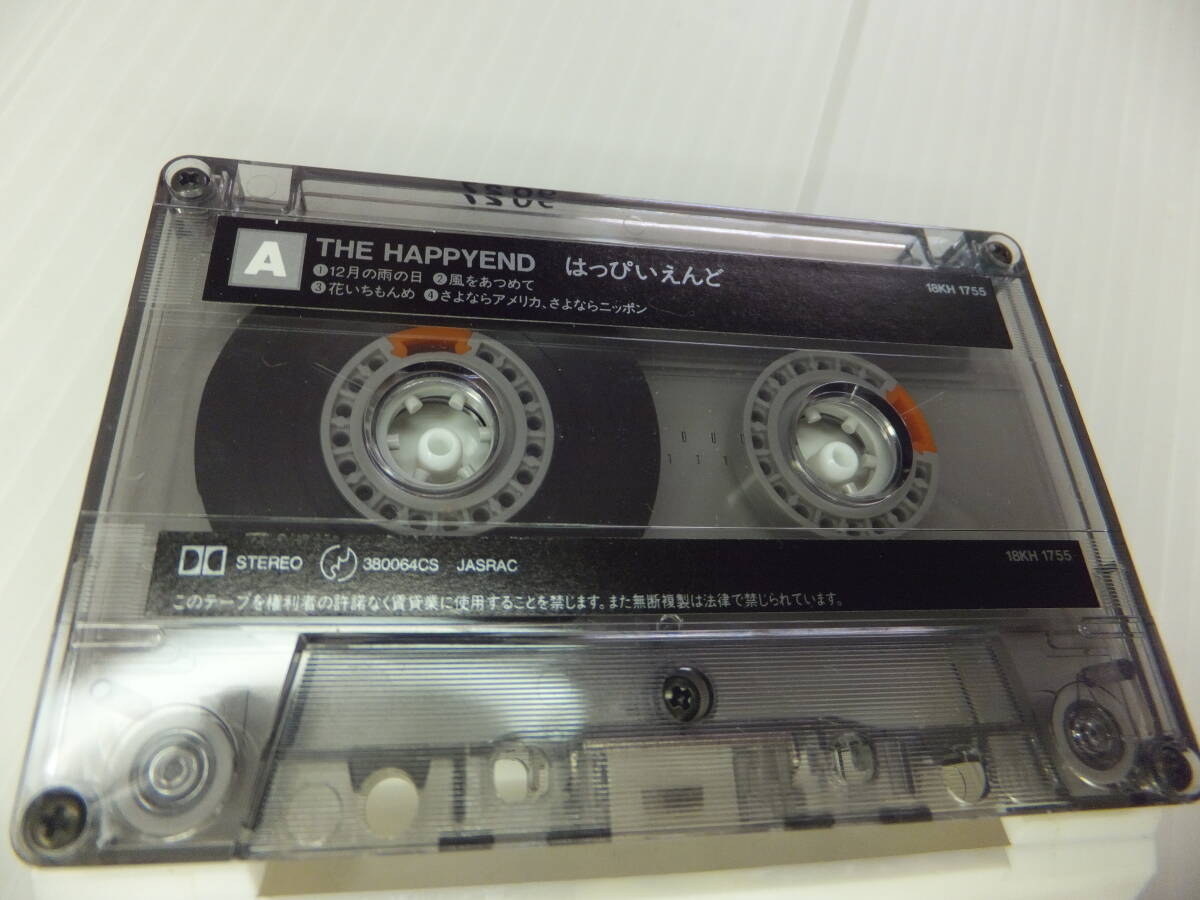 A THE HAPPYEND はっぴいえんど
①12月の雨の日 ②風をあつめて
③花いちもんめ ④さよならアメリカ、さよならニッポン
18KH 1755
STEREO 380064CS JASRAC
18KH 1755
このテープを権利者の許諾なく賃貸業に使用することを禁じます。また無断複製は法律で禁じられています。